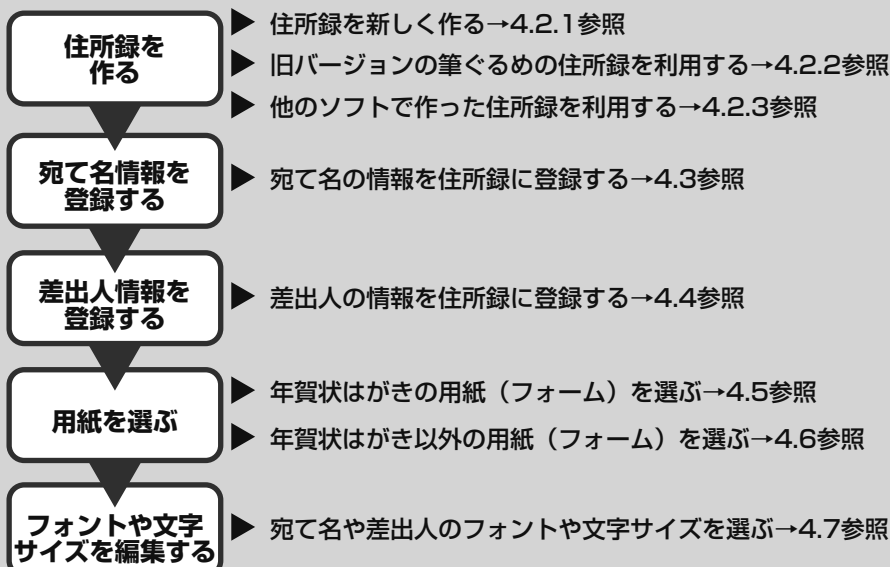 住所録を
作る
▶ 住所録を新しく作る→4.2.1参照
▶ 旧バージョンの筆ぐるめの住所録を利用する→4.2.2参照
▶ 他のソフトで作った住所録を利用する→4.2.3参照
宛て名情報を
登録する
▶ 宛て名の情報を住所録に登録する→4.3参照
差出人情報を
登録する
▶ 差出人の情報を住所録に登録する→4.4参照
用紙を選ぶ
▶ 年賀状はがきの用紙（フォーム）を選ぶ→4.5参照
▶ 年賀状はがき以外の用紙（フォーム）を選ぶ→4.6参照
フォントや文字
サイズを編集する
▶ 宛て名や差出人のフォントや文字サイズを選ぶ→4.7参照